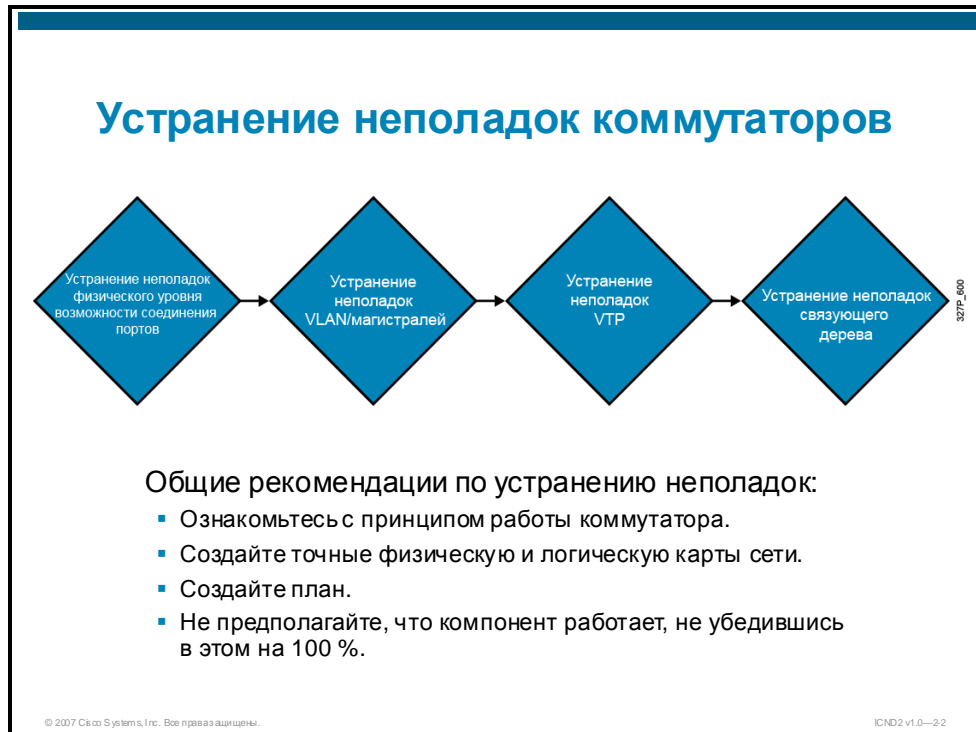 Устранение неполадок коммутаторов
Устранение неполадок
физического уровня
возможности соединения
портов
Устранение
неполадок
VLAN/магистралей
Устранение
неполадок
VTP
Устранение неполадок
связующего
дерева
327P_600
Общие рекомендации по устранению неполадок:
Ознакомьтесь с принципом работы коммутатора.
Создайте точные физическую и логическую карты сети.
Создайте план.
Не предполагайте, что компонент работает, не убедившись
в этом на 100 %.
© 2007 Cisco Systems, Inc. Все права защищены.
ICND2 v1.0—2-2